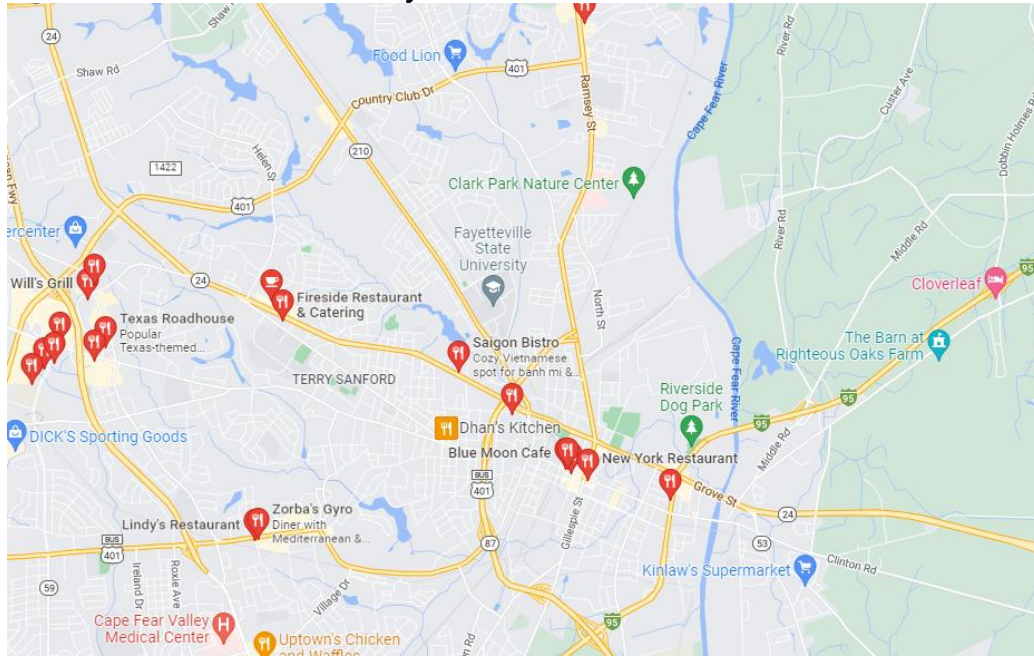 24
Shaw Rd
Food Lion
401
Ramsey St
Cape Fear River
River Rd
Custer Ave
Dobbin Holmes Rd
Country Club Dr
210
Helen St
1422
401
Clark Park Nature Center
River Rd
Middle Rd
Fayetteville
State
University
95
Cloverleaf
Will's Grill
24
Fireside Restaurant
& Catering
North St
Texas Roadhouse
Popular
Texas-themed...
Saigon Bistro
Cozy Vietnamese
spot for banh mi &...
The Barn at
Righteous Oaks Farm
Cape Fear River
TERRY SANFORD
Riverside
Dog Park
95
95
DICK'S Sporting Goods
Dhan's Kitchen
Blue Moon Cafe
New York Restaurant
Middle Rd
BUS
401
Grove St
24
Gillespie St
Zorba's Gyro
Lindy's Restaurant
Diner with
Mediterranean &...
BUS
401
87
53
Clinton Rd
Kinlaw's Supermarket
59
Ireland Dr
Roxie Ave
Village Dr
Cape Fear Valley
Medical Center
H
95
Uptown's Chicken
and Waffles